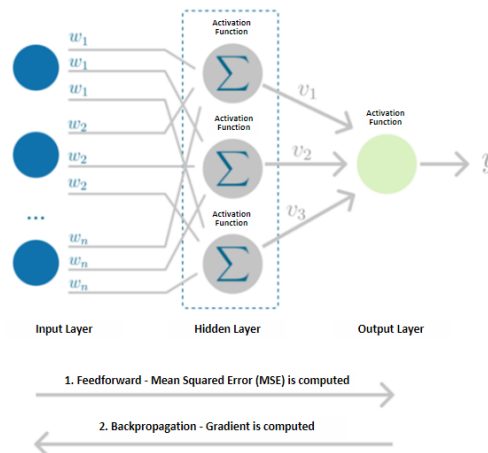 Activation
Function
w₁
w₁
w₁
Σ
v₁
Activation
Function
Activation
Function
w₂
w₂
w₂
Σ
v₂
y
Activation
Function
...
v₃
wₙ
wₙ
wₙ
Σ
Input Layer
Hidden Layer
Output Layer
1. Feedforward - Mean Squared Error (MSE) is computed
2. Backpropagation - Gradient is computed